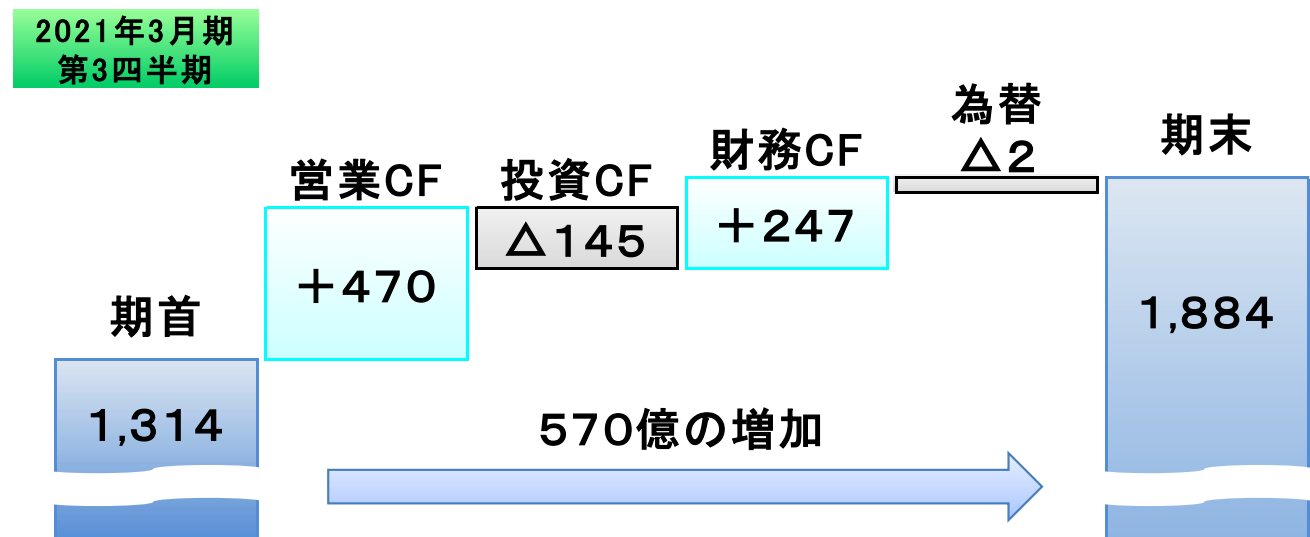 2021年3月期
第3四半期
期首
1,314
営業CF
＋470
投資CF
△145
財務CF
＋247
為替
△2
期末
1,884
570億の増加